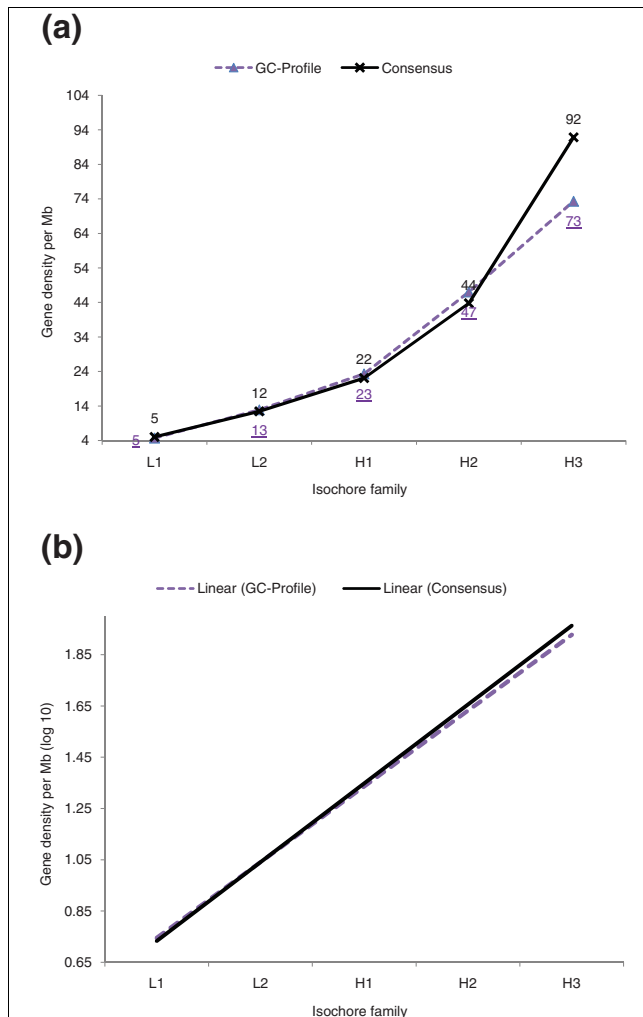 (a)
GC-Profile Consensus
104
94
84
74
64
54
44
34
24
14
4
Gene density per Mb
5
12
22
44
92
5
13
23
47
73
L1 L2 H1 H2 H3
Isochore family
(b)
Linear (GC-Profile) Linear (Consensus)
1.85
1.65
1.45
1.25
1.05
0.85
0.65
Gene density per Mb (log 10)
L1 L2 H1 H2 H3
Isochore family